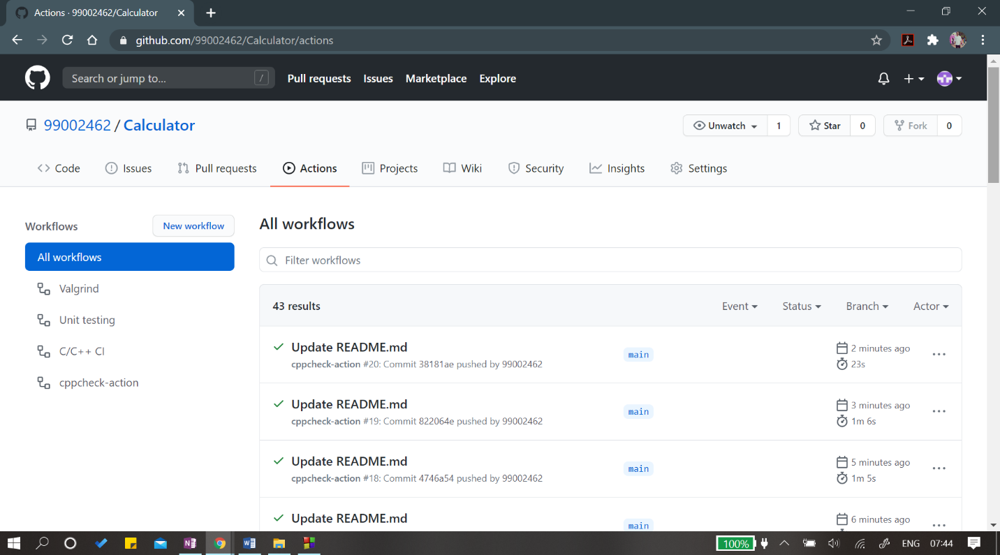 Actions · 99002462/Calculator
github.com/99002462/Calculator/actions
Search or jump to... /
Pull requests Issues Marketplace Explore
99002462 / Calculator
Unwatch 1 Star 0 Fork 0
Code Issues Pull requests Actions Projects Wiki Security Insights Settings
Workflows
New workflow
All workflows
Valgrind
Unit testing
C/C++ CI
cppcheck-action
All workflows
Filter workflows
43 results Event Status Branch Actor
Update README.md
cppcheck-action #20: Commit 38181ae pushed by 99002462
main
2 minutes ago
23s
Update README.md
cppcheck-action #19: Commit 822064e pushed by 99002462
main
3 minutes ago
1m 6s
Update README.md
cppcheck-action #18: Commit 4746a54 pushed by 99002462
main
5 minutes ago
1m 5s
Update README.md
main
6 minutes ago
100% ENG 07:44